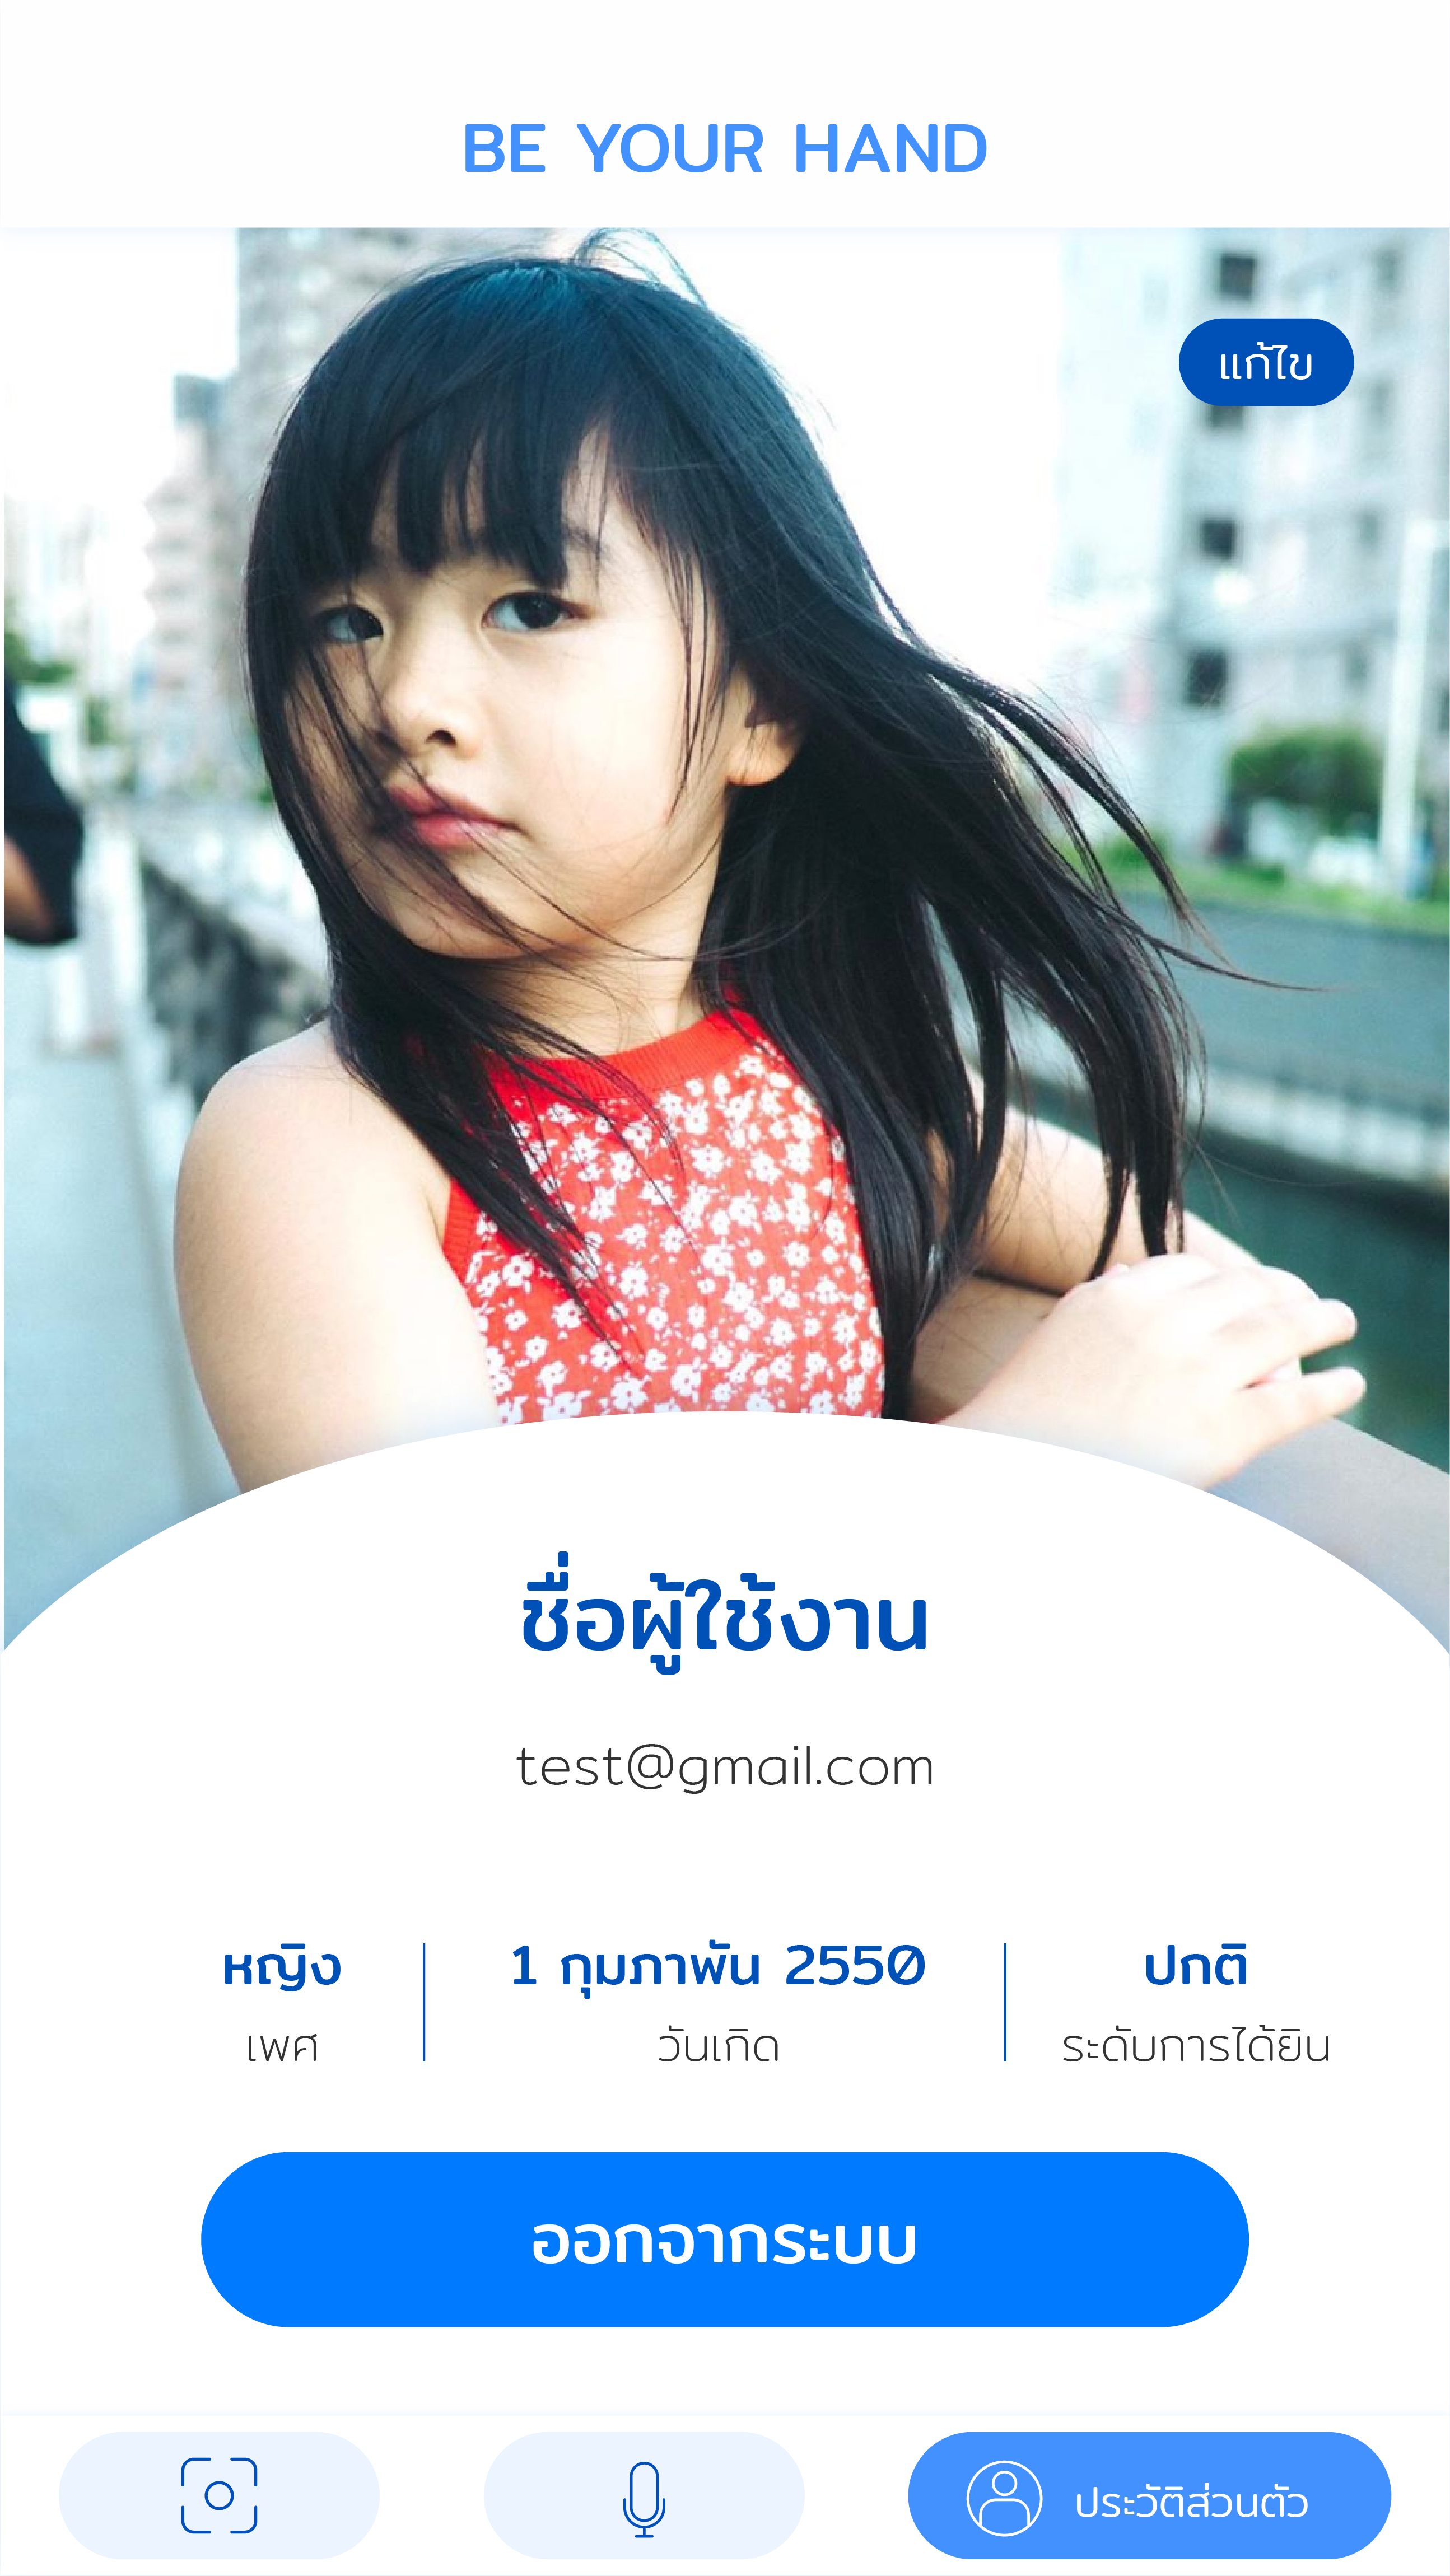 BE YOUR HAND
แก้ไข
ชื่อผู้ใช้งาน
test@gmail.com
หญิง
เพศ
1 กุมภาพัน 2550
วันเกิด
ปกติ
ระดับการได้ยิน
ออกจากระบบ
ประวัติส่วนตัว